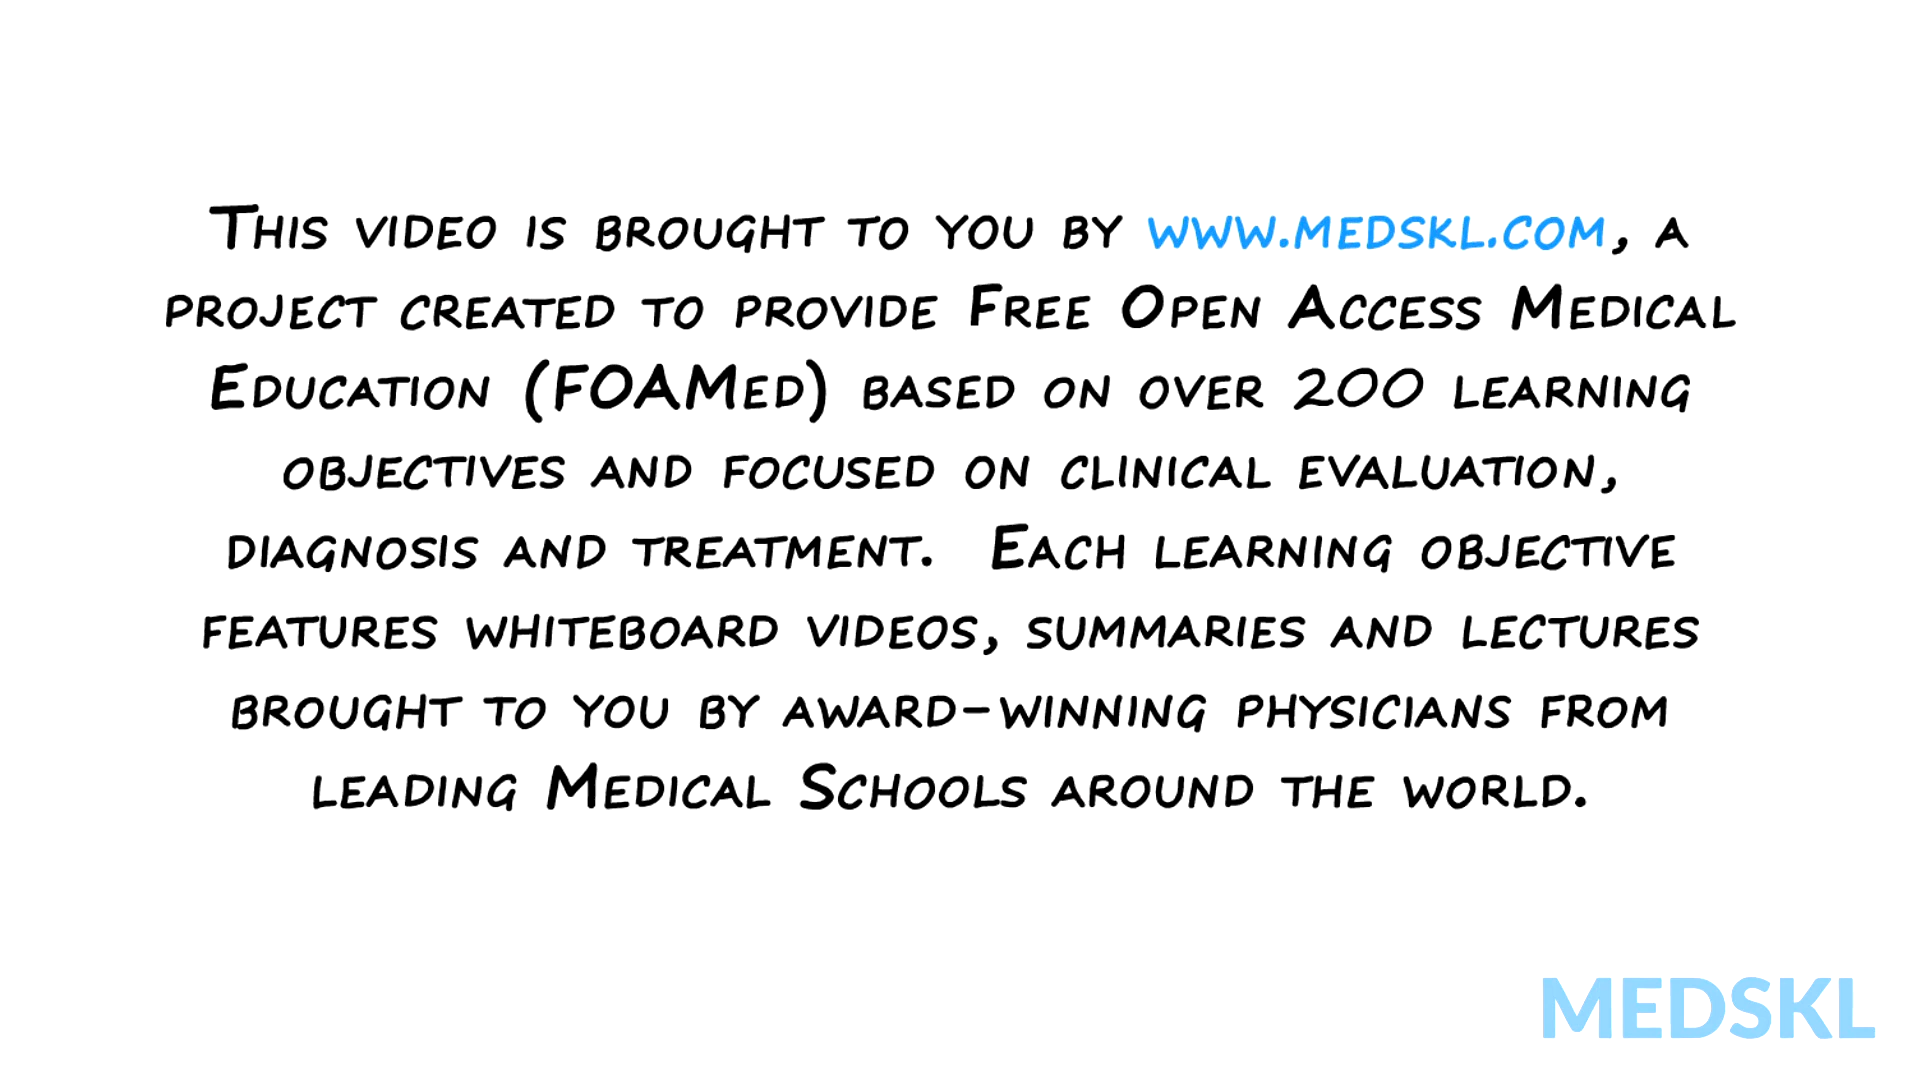 This video is brought to you by www.medskl.com, a
project created to provide Free Open Access Medical
Education (FOAMed) based on over 200 learning
objectives and focused on clinical evaluation,
diagnosis and treatment.  Each learning objective
features whiteboard videos, summaries and lectures
brought to you by award-winning physicians from
leading Medical Schools around the world.
MEDSKL